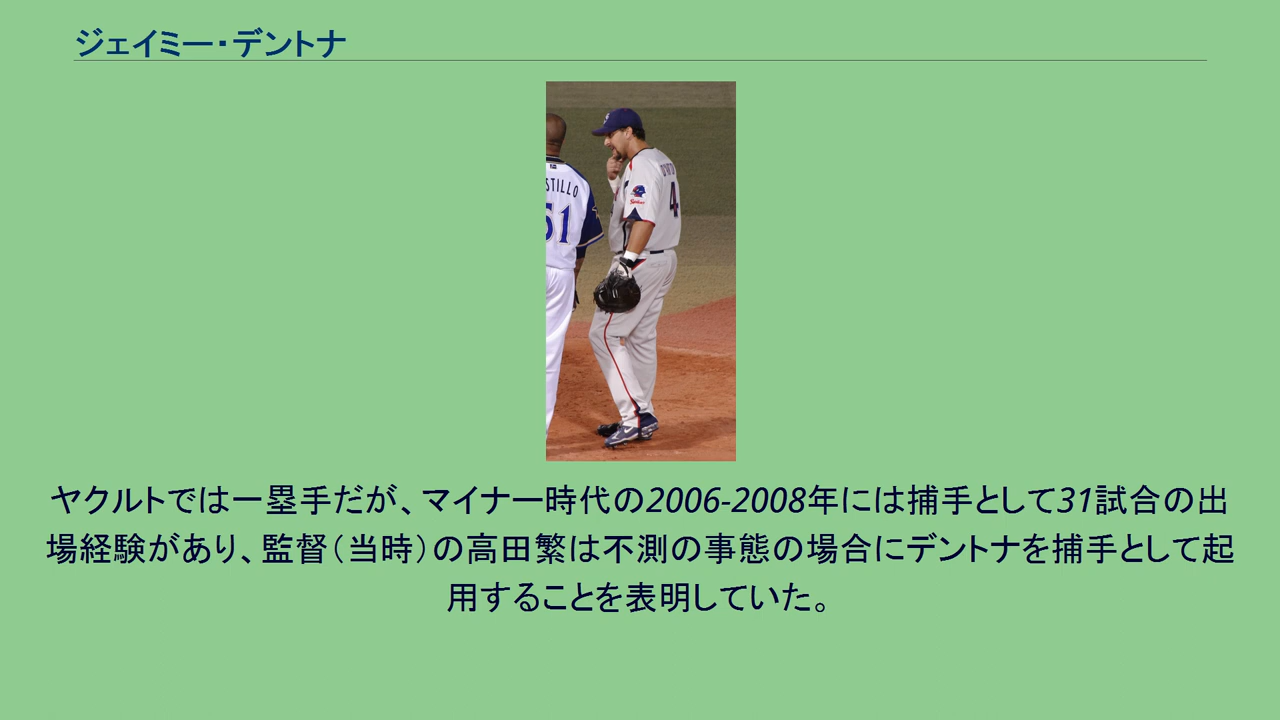 ジェイミー・デントナ
STILLO
51
4
ヤクルトでは一塁手だが、マイナー時代の2006-2008年には捕手として31試合の出
場経験があり、監督（当時）の高田繁は不測の事態の場合にデントナを捕手として起
用することを表明していた。